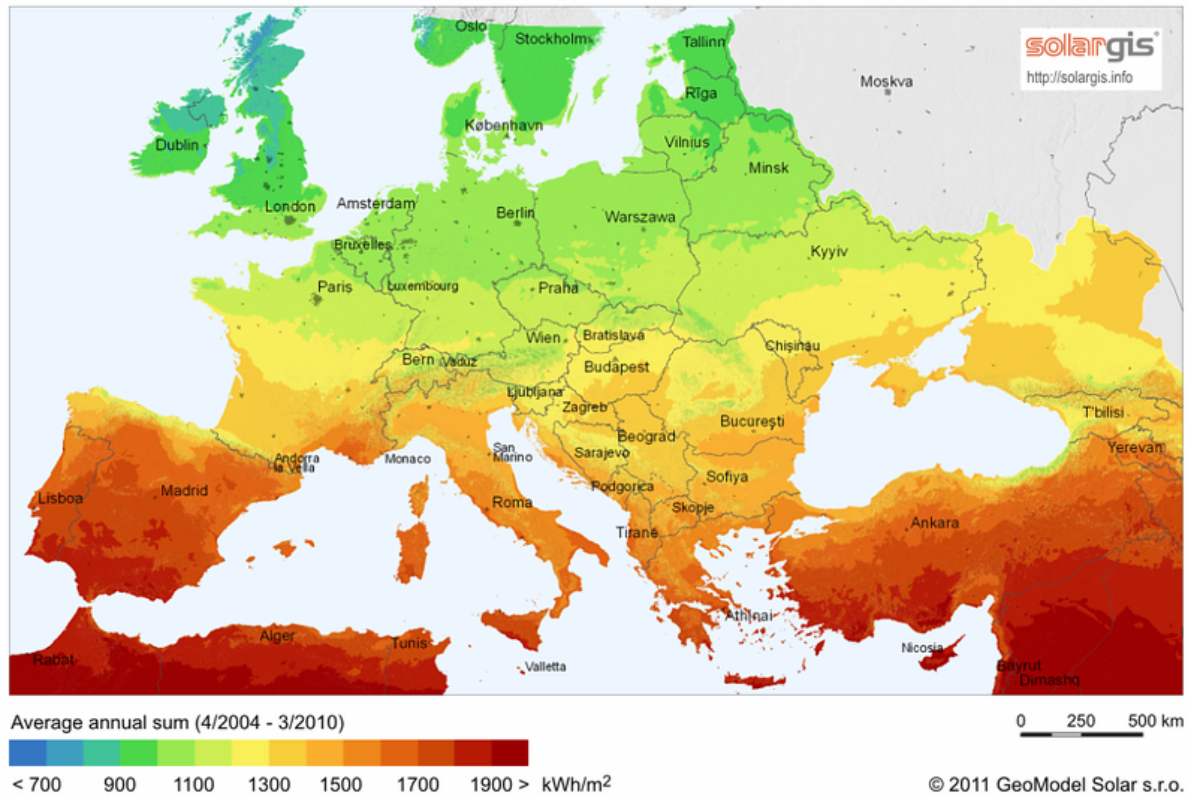 Oslo
Stockholm
Tallinn
solargis
http://solargis.info
Moskva
Rīga
København
Dublin
Vilnius
Minsk
London
Amsterdam
Berlin
Warszawa
Bruxelles
Kyyiv
Paris
Luxembourg
Praha
Wien
Bratislava
Chișinău
Bern
Vaduz
Budapest
Ljubljana
Zagreb
București
T'bilisi
Beograd
San
Marino
Sarajevo
Yerevan
Andorra
la Vella
Monaco
Podgorica
Sofiya
Lisboa
Madrid
Roma
Skopje
Tiranë
Ankara
Athinai
Alger
Tunis
Nicosia
Rabat
Valletta
Bayrut
Dimashq
Average annual sum (4/2004 - 3/2010)
0 250 500 km
< 700 900 1100 1300 1500 1700 1900 > kWh/m²
© 2011 GeoModel Solar s.r.o.